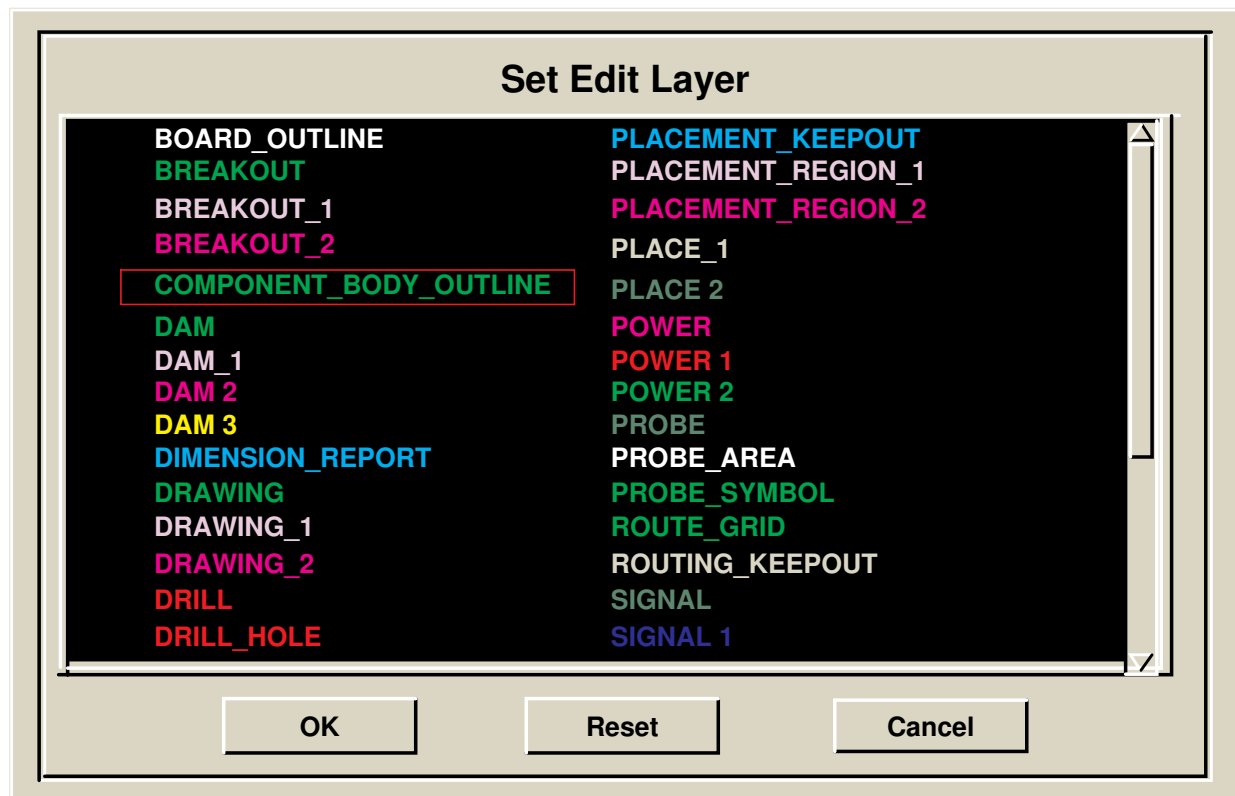 Set Edit Layer
BOARD_OUTLINE
BREAKOUT
BREAKOUT_1
BREAKOUT_2
COMPONENT_BODY_OUTLINE
DAM
DAM_1
DAM 2
DAM 3
DIMENSION_REPORT
DRAWING
DRAWING_1
DRAWING_2
DRILL
DRILL_HOLE
PLACEMENT_KEEPOUT
PLACEMENT_REGION_1
PLACEMENT_REGION_2
PLACE_1
PLACE 2
POWER
POWER 1
POWER 2
PROBE
PROBE_AREA
PROBE_SYMBOL
ROUTE_GRID
ROUTING_KEEPOUT
SIGNAL
SIGNAL 1
OK Reset Cancel